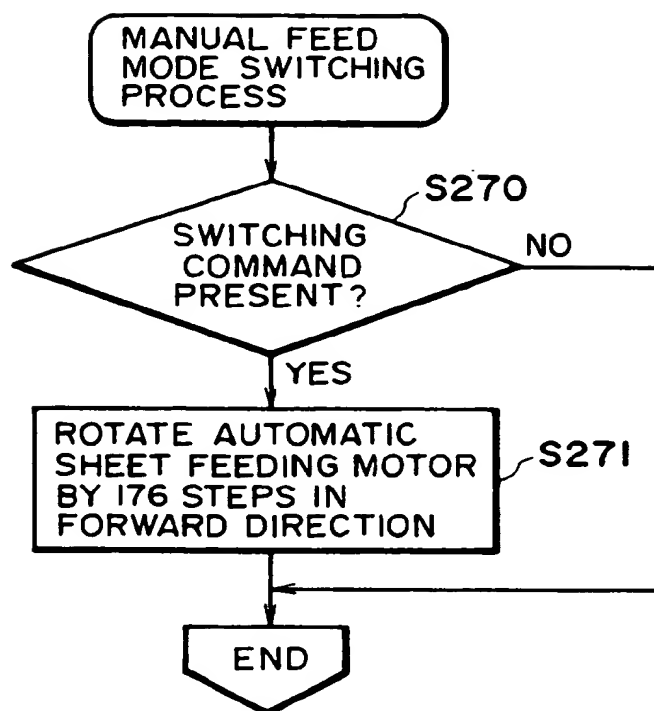 MANUAL FEED
MODE SWITCHING
PROCESS
S270
SWITCHING
COMMAND
PRESENT?
NO
YES
ROTATE AUTOMATIC
SHEET FEEDING MOTOR
BY 176 STEPS IN
FORWARD DIRECTION
S271
END